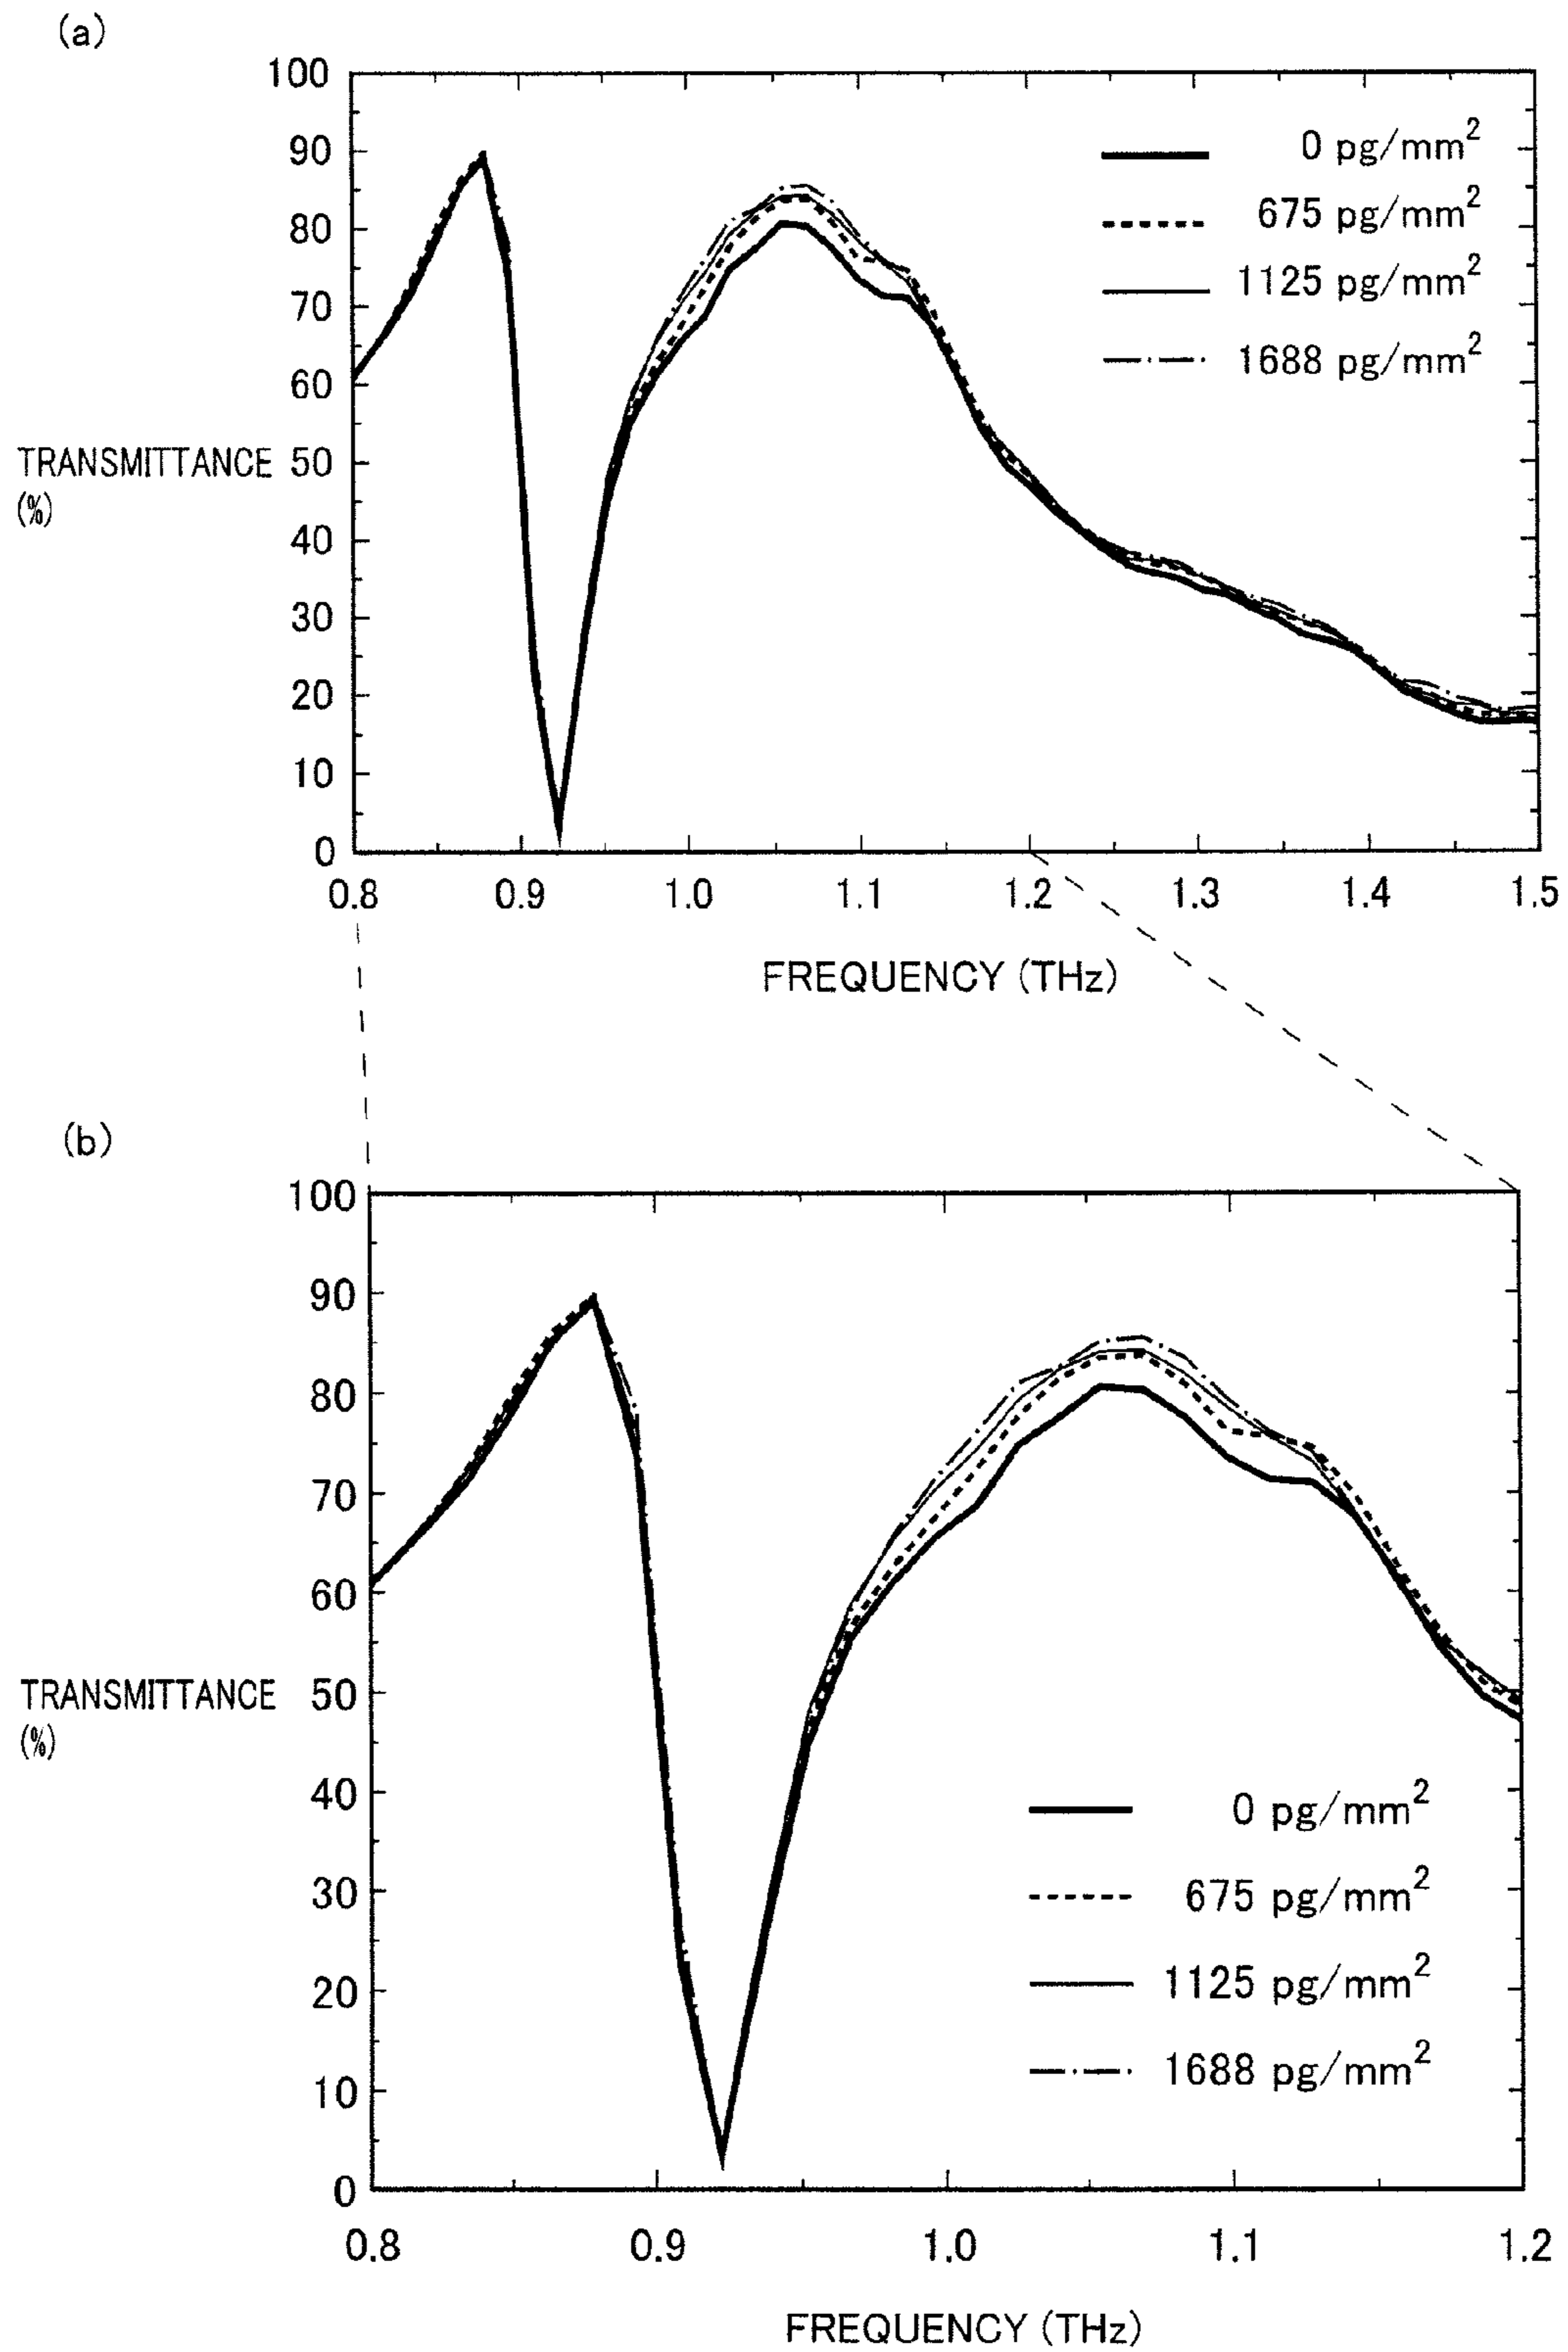 (a)
100
90
80
70
60
50
40
30
20
10
0
TRANSMITTANCE
(%)
0 pg/mm²
675 pg/mm²
1125 pg/mm²
1688 pg/mm²
0.8 0.9 1.0 1.1 1.2 1.3 1.4 1.5
FREQUENCY (THz)
(b)
100
90
80
70
60
50
40
30
20
10
0
TRANSMITTANCE
(%)
0 pg/mm²
675 pg/mm²
1125 pg/mm²
1688 pg/mm²
0.8 0.9 1.0 1.1 1.2
FREQUENCY (THz)